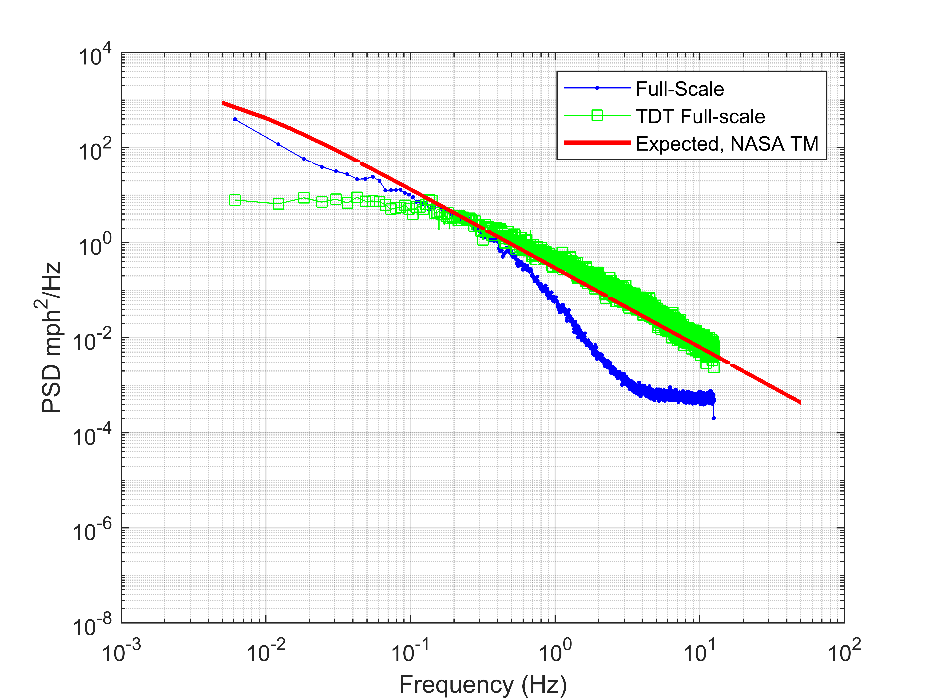 10^4
10^2
10^0
10^-2
10^-4
10^-6
10^-8
PSD mph^2/Hz
Full-Scale
TDT Full-scale
Expected, NASA TM
10^-3 10^-2 10^-1 10^0 10^1 10^2
Frequency (Hz)